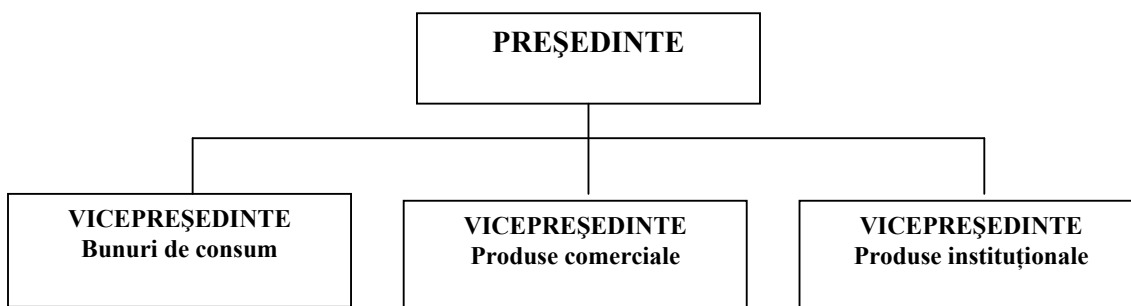 PREŞEDINTE
VICEPREŞEDINTE
Bunuri de consum
VICEPREŞEDINTE
Produse comerciale
VICEPREŞEDINTE
Produse instituționale